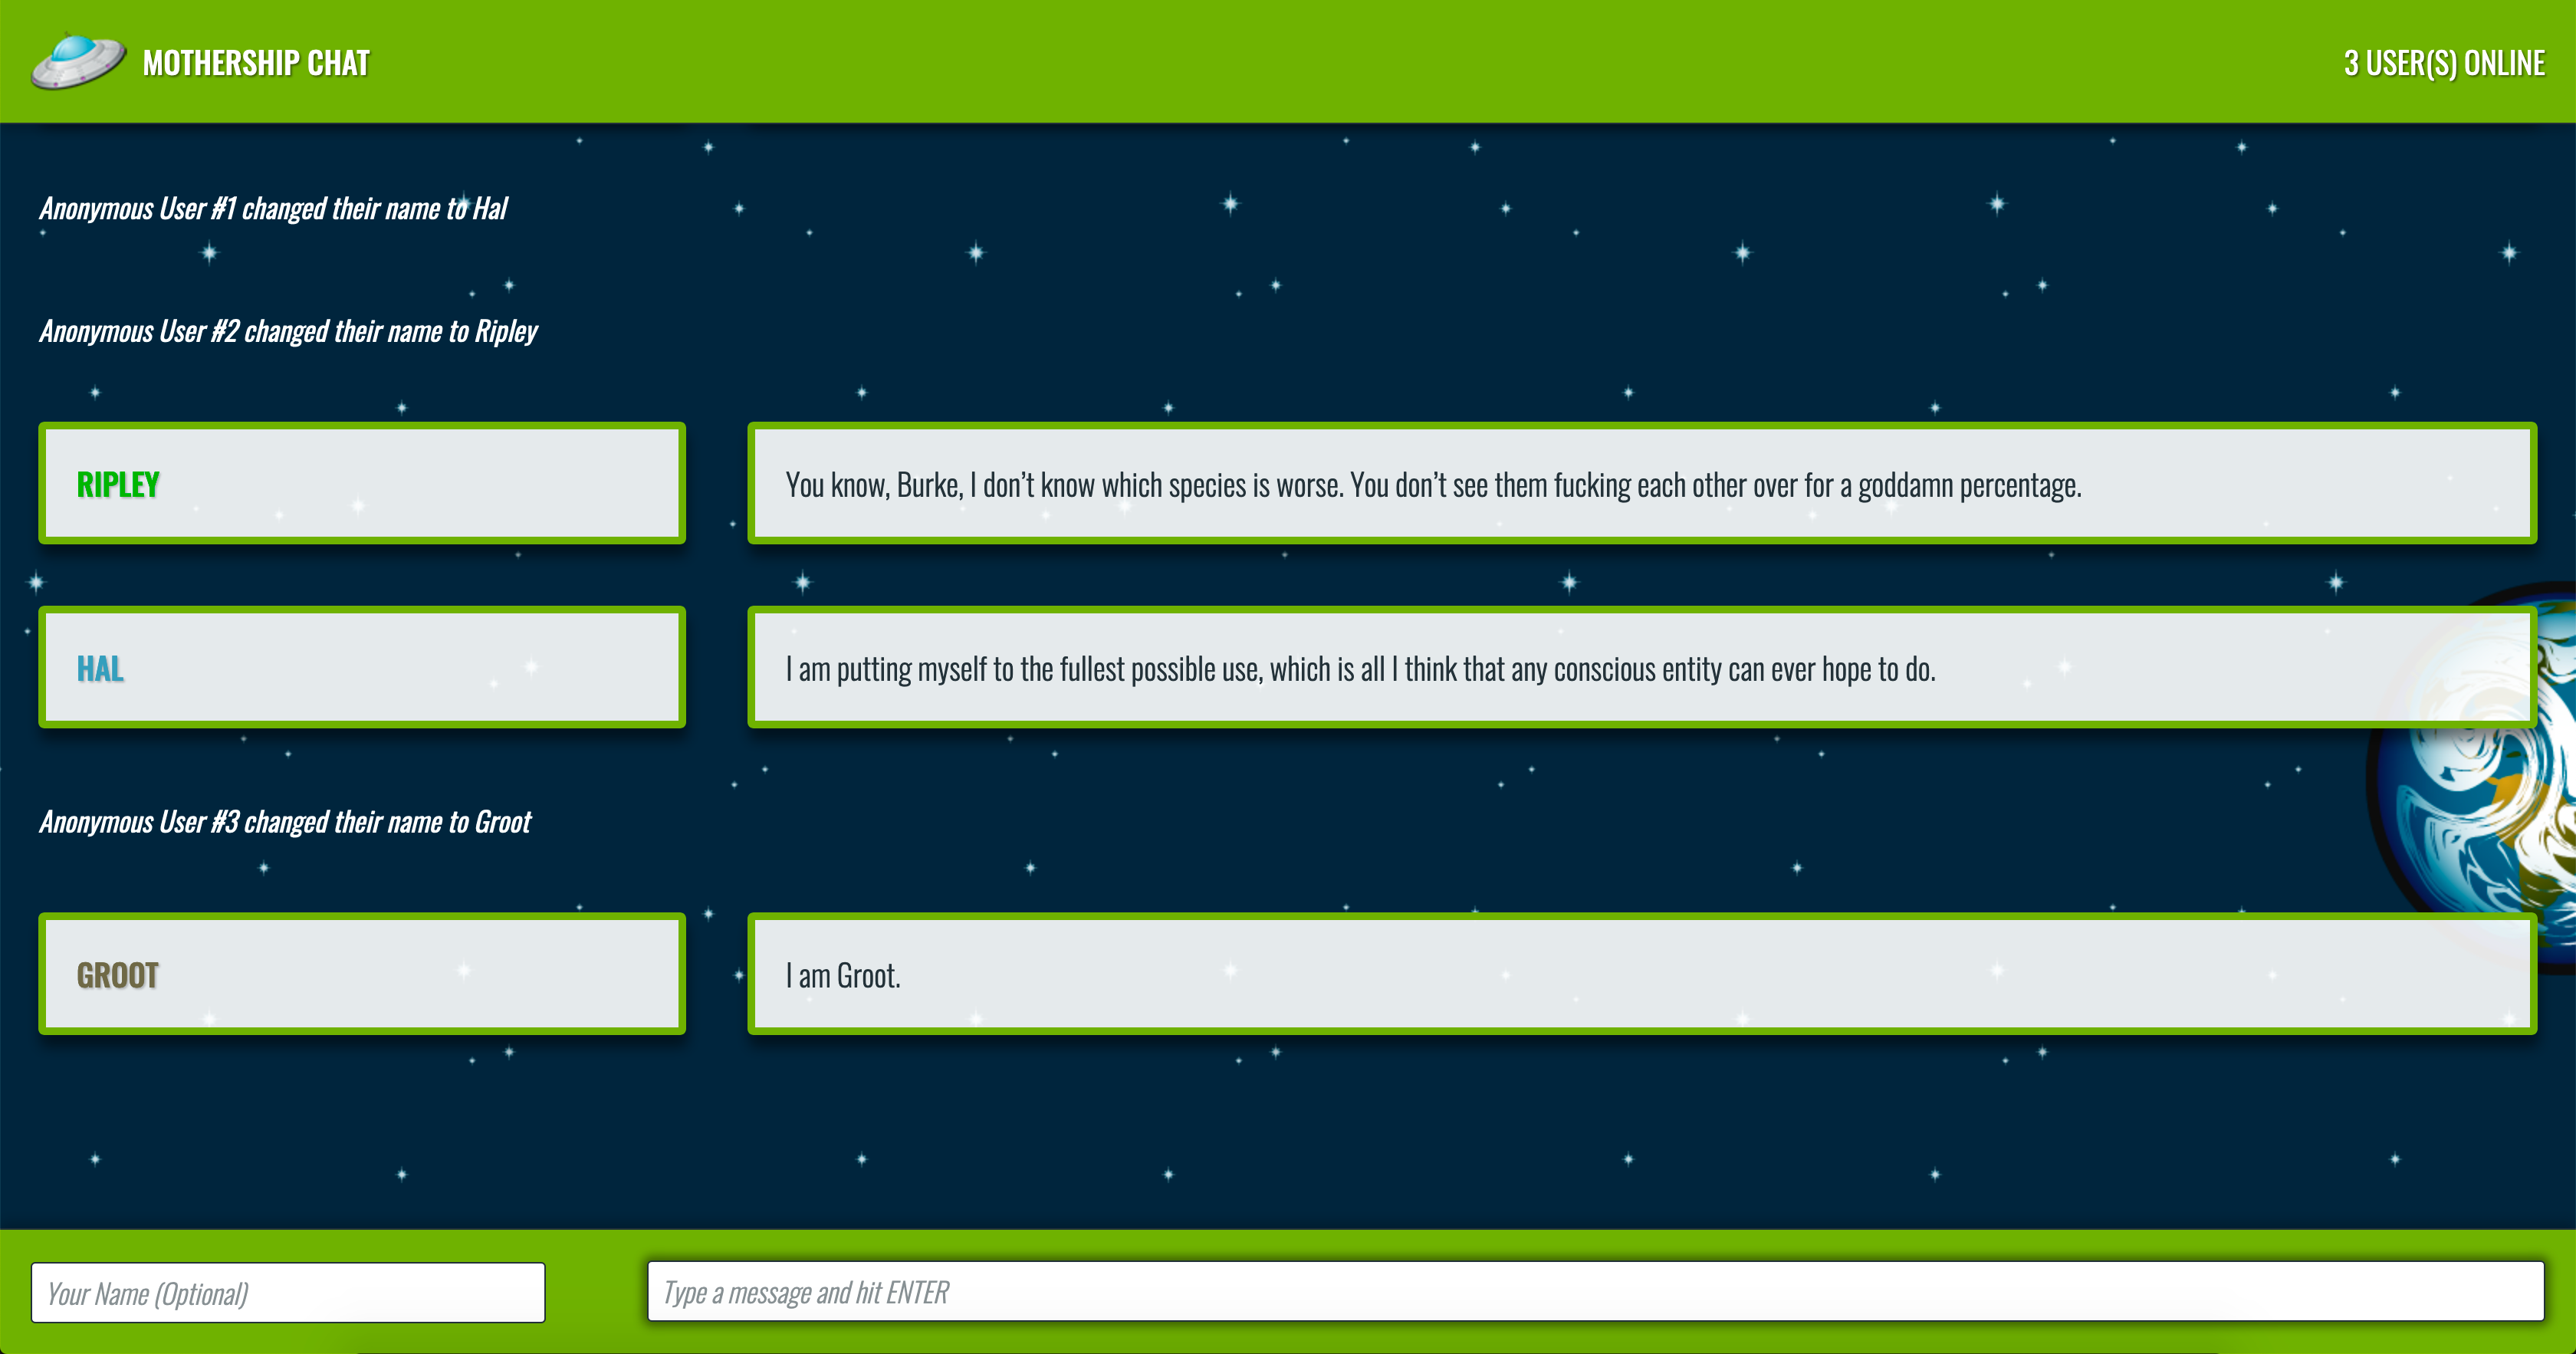 MOTHERSHIP CHAT
3 USER(S) ONLINE
Anonymous User #1 changed their name to Hal
Anonymous User #2 changed their name to Ripley
RIPLEY
You know, Burke, I don’t know which species is worse. You don’t see them fucking each other over for a goddamn percentage.
HAL
I am putting myself to the fullest possible use, which is all I think that any conscious entity can ever hope to do.
Anonymous User #3 changed their name to Groot
GROOT
I am Groot.
Your Name (Optional)
Type a message and hit ENTER